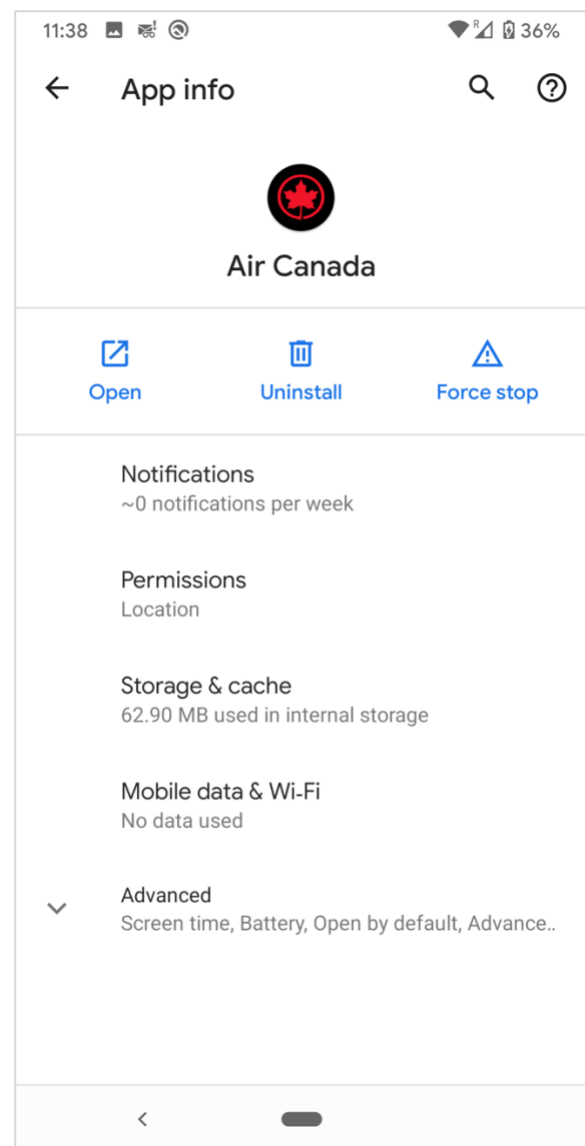 11:38 R 36%
App info
Air Canada
Open Uninstall Force stop
Notifications
~0 notifications per week
Permissions
Location
Storage & cache
62.90 MB used in internal storage
Mobile data & Wi-Fi
No data used
Advanced
Screen time, Battery, Open by default, Advance..